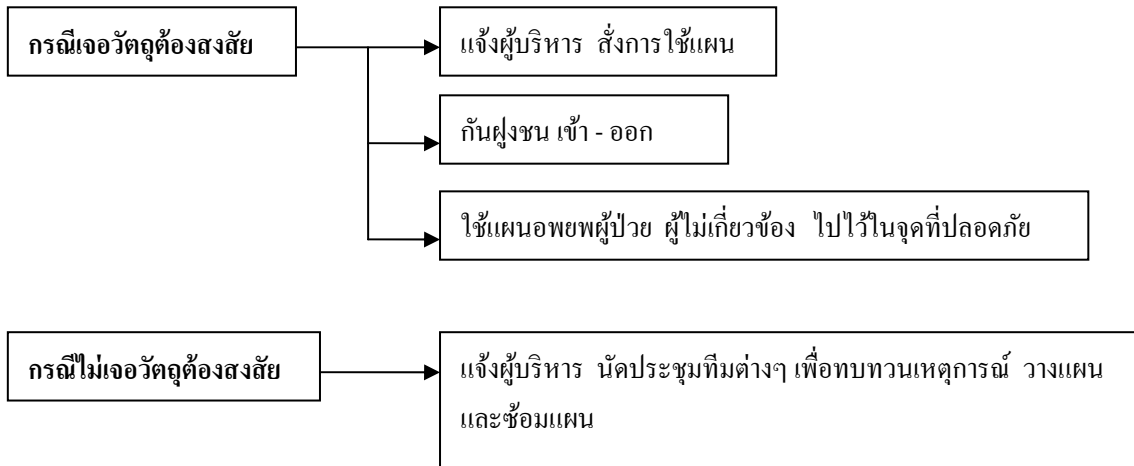 กรณีเจอวัตถุต้องสงสัย
แจ้งผู้บริหาร สั่งการใช้แผน
กันฝูงชน เข้า - ออก
ใช้แผนอพยพผู้ป่วย ผู้ไม่เกี่ยวข้อง ไปไว้ในจุดที่ปลอดภัย
กรณีไม่เจอวัตถุต้องสงสัย
แจ้งผู้บริหาร นัดประชุมทีมต่างๆ เพื่อทบทวนเหตุการณ์ วางแผน
และซ้อมแผน